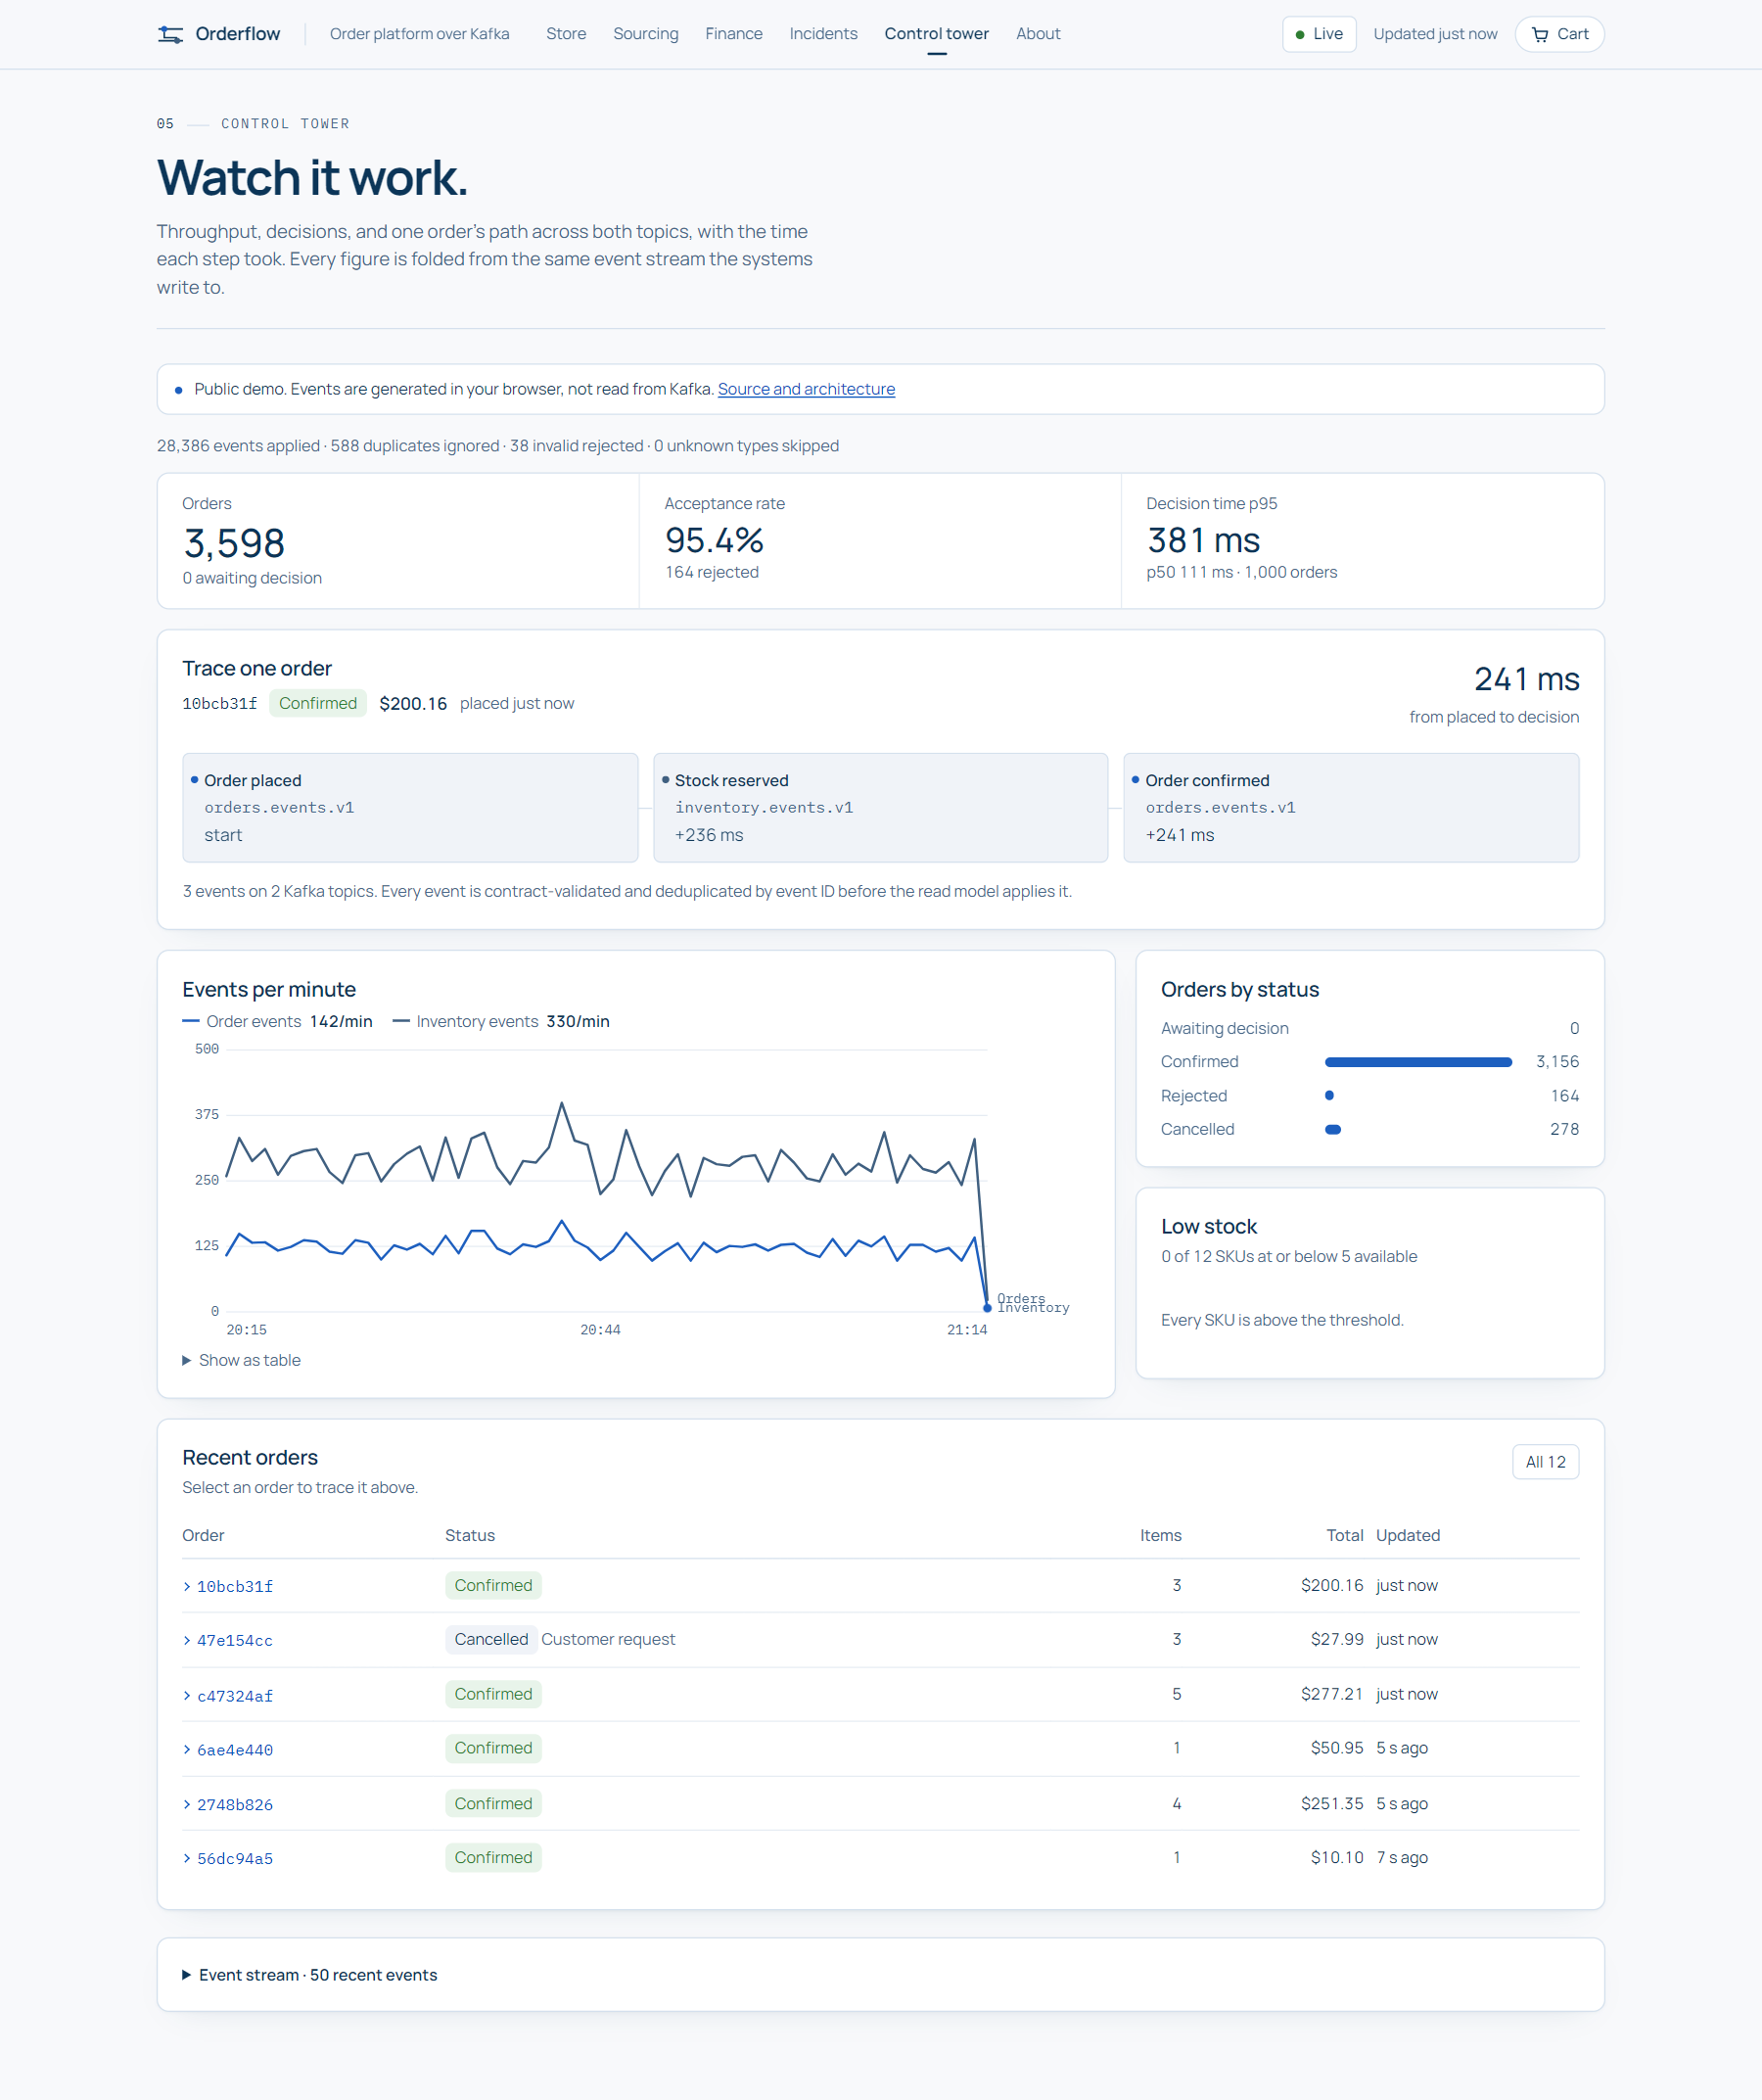 Orderflow
Order platform over Kafka
Store
Sourcing
Finance
Incidents
Control tower
About
Live
Updated just now
Cart
05
CONTROL TOWER
Watch it work.
Throughput, decisions, and one order's path across both topics, with the time
each step took. Every figure is folded from the same event stream the systems
write to.
Public demo. Events are generated in your browser, not read from Kafka. Source and architecture
28,386 events applied · 588 duplicates ignored · 38 invalid rejected · 0 unknown types skipped
Orders
3,598
0 awaiting decision
Acceptance rate
95.4%
164 rejected
Decision time p95
381 ms
p50 111 ms · 1,000 orders
Trace one order
10bcb31f Confirmed $200.16 placed just now
241 ms
from placed to decision
Order placed
orders.events.v1
start
Stock reserved
inventory.events.v1
+236 ms
Order confirmed
orders.events.v1
+241 ms
3 events on 2 Kafka topics. Every event is contract-validated and deduplicated by event ID before the read model applies it.
Events per minute
Order events 142/min Inventory events 330/min
500
375
250
125
0
Orders
Inventory
20:15 20:44 21:14
Show as table
Orders by status
Awaiting decision 0
Confirmed 3,156
Rejected 164
Cancelled 278
Low stock
0 of 12 SKUs at or below 5 available
Every SKU is above the threshold.
Recent orders
Select an order to trace it above.
All 12
Order Status Items Total Updated
10bcb31f Confirmed 3 $200.16 just now
47e154cc Cancelled Customer request 3 $27.99 just now
c47324af Confirmed 5 $277.21 just now
6ae4e440 Confirmed 1 $50.95 5 s ago
2748b826 Confirmed 4 $251.35 5 s ago
56dc94a5 Confirmed 1 $10.10 7 s ago
Event stream · 50 recent events